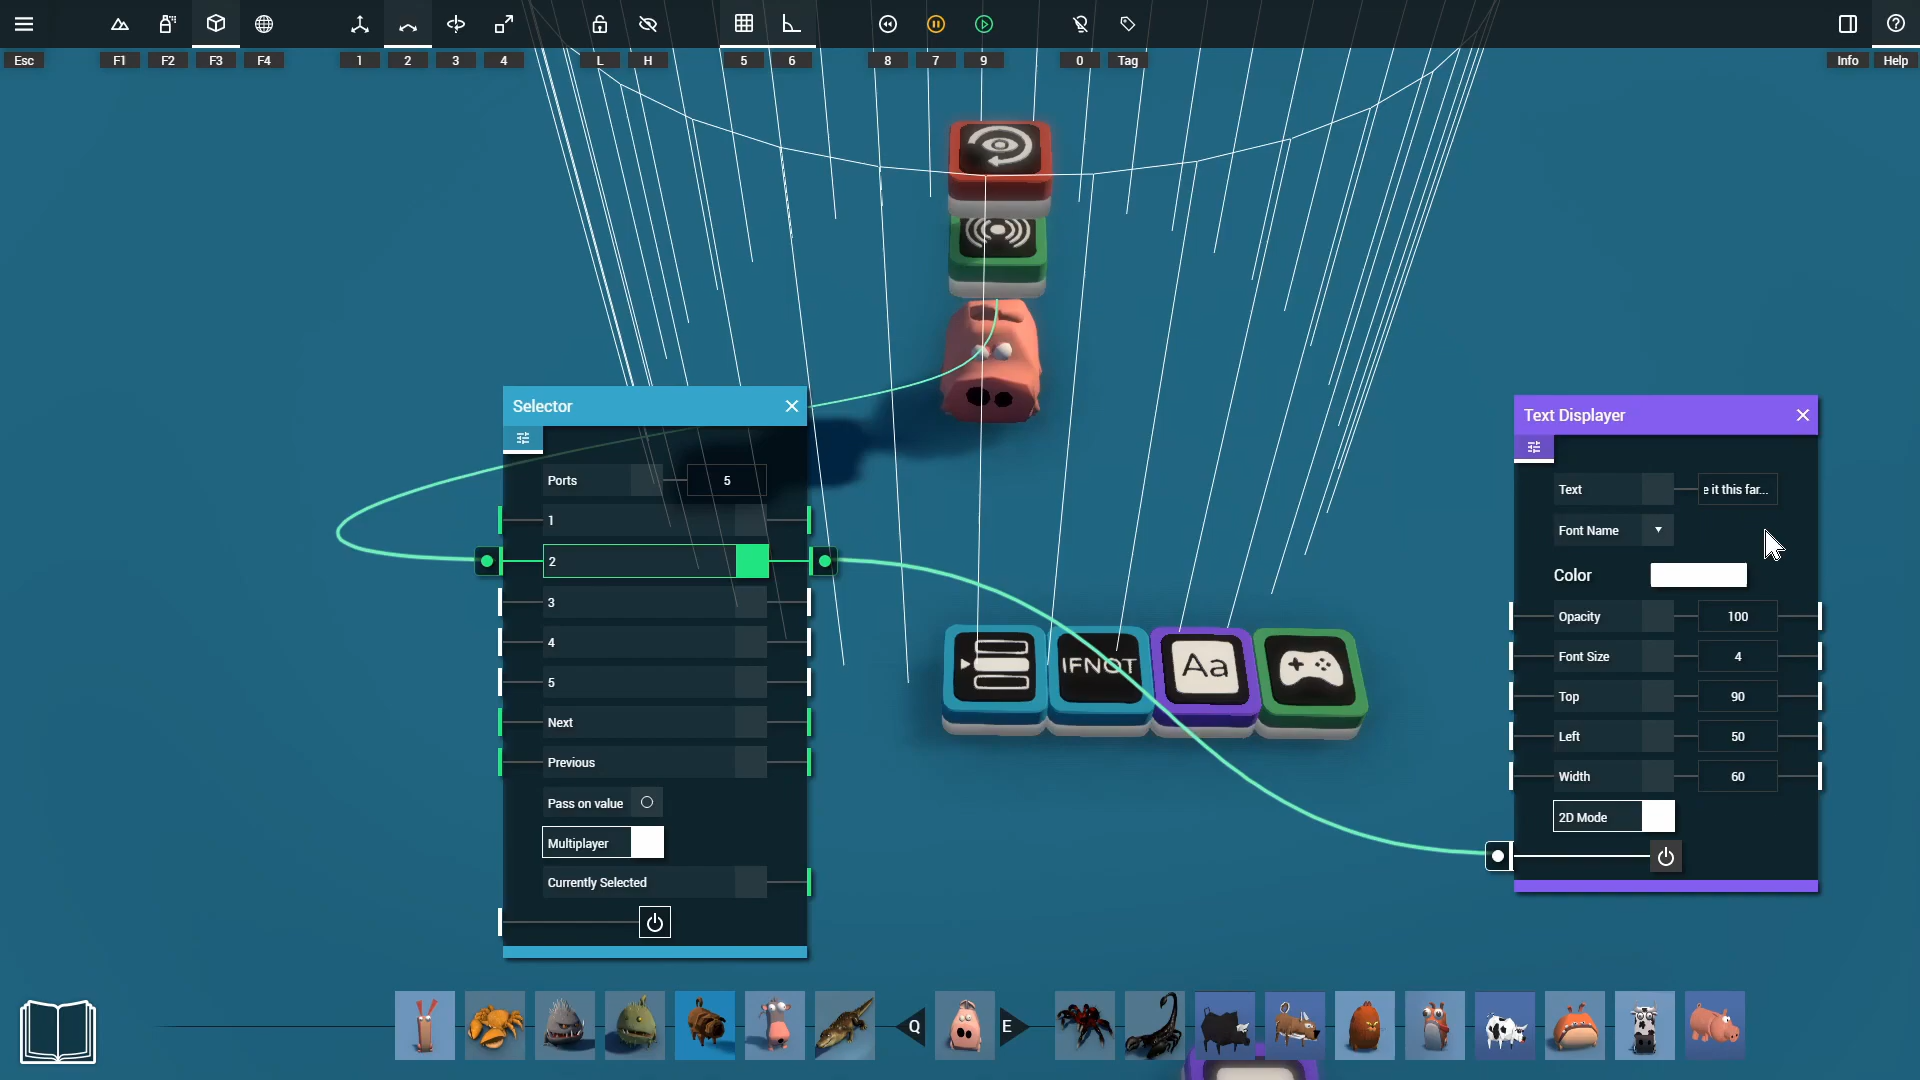 Esc F1 F2 F3 F4 1 2 3 4 L H 5 6 8 7 9 0 Tag Info Help
Selector
Ports 5
1
2
3
4
5
Next
Previous
Pass on value
Multiplayer
Currently Selected
IFNOT
Aa
Text Displayer
Text e it this far...
Font Name
Color
Opacity 100
Font Size 4
Top 90
Left 50
Width 60
2D Mode
Q E